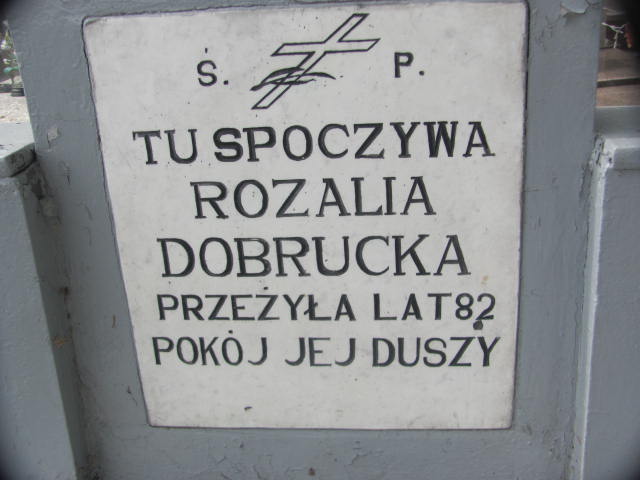 Ś. P.
TU SPOCZYWA
ROZALIA
DOBRUCKA
PRZEŻYŁA LAT 82
POKÓJ JEJ DUSZY